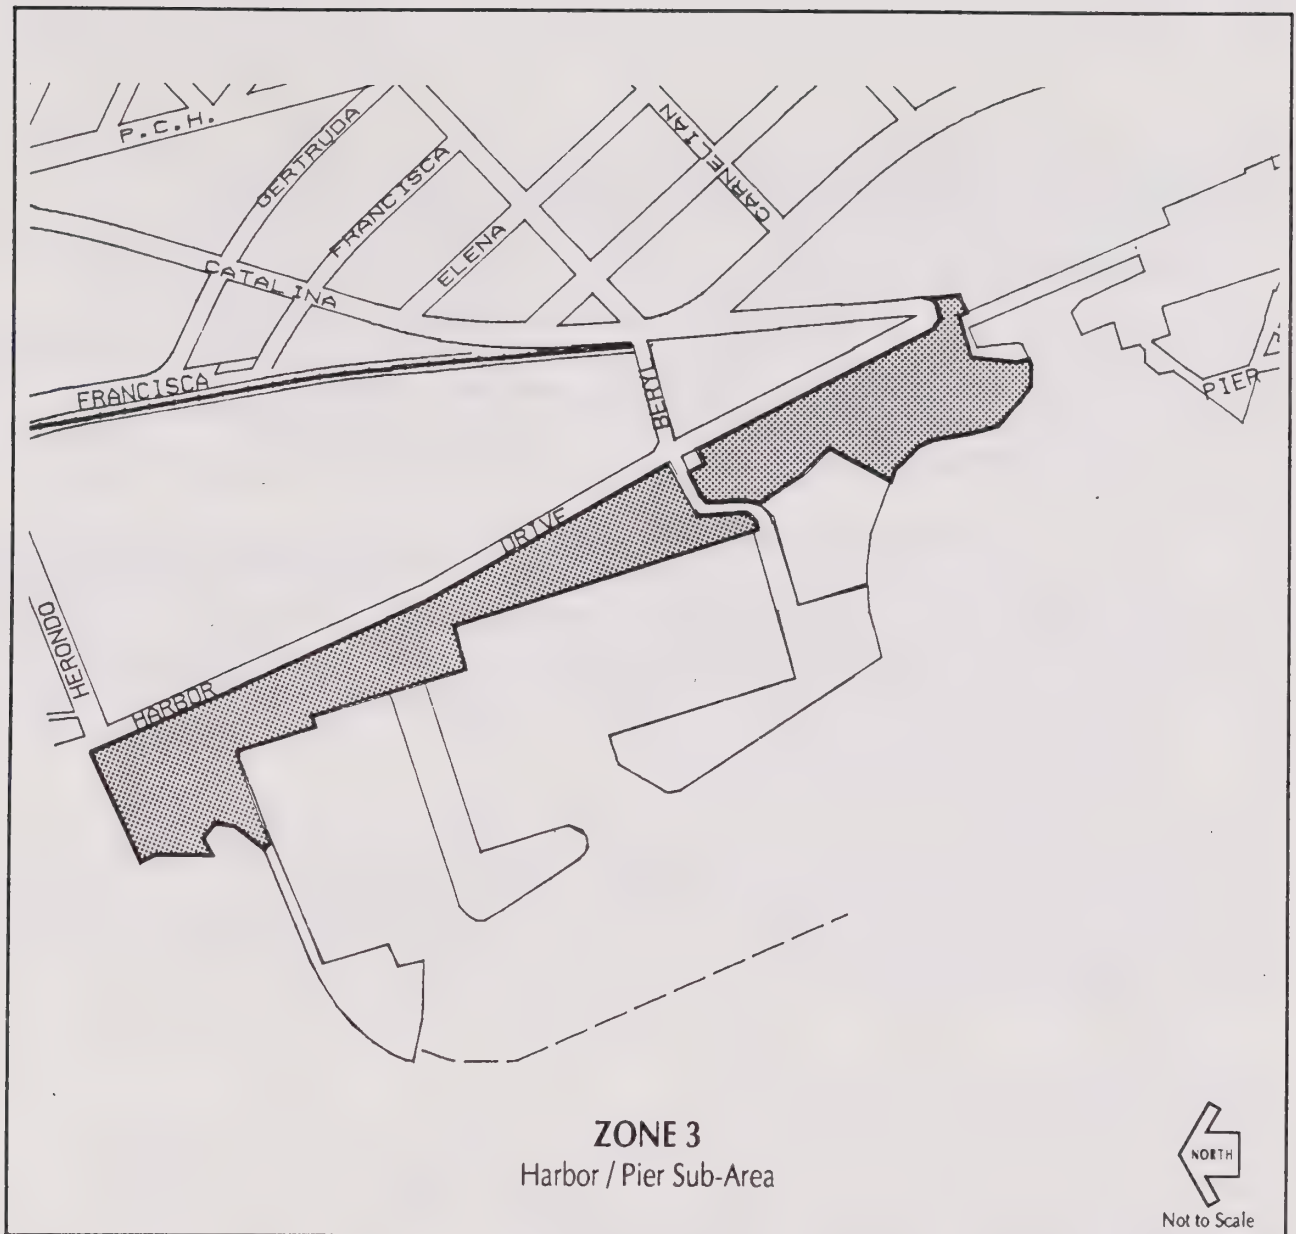 P.C.H.
GERTRUDA
FRANCISCA
CARNELIAN
ELENA
CATALINA
FRANCISCA
BERYL
PIER
DRIVE
HERONDO
HARBOR
ZONE 3
Harbor / Pier Sub-Area
NORTH
Not to Scale